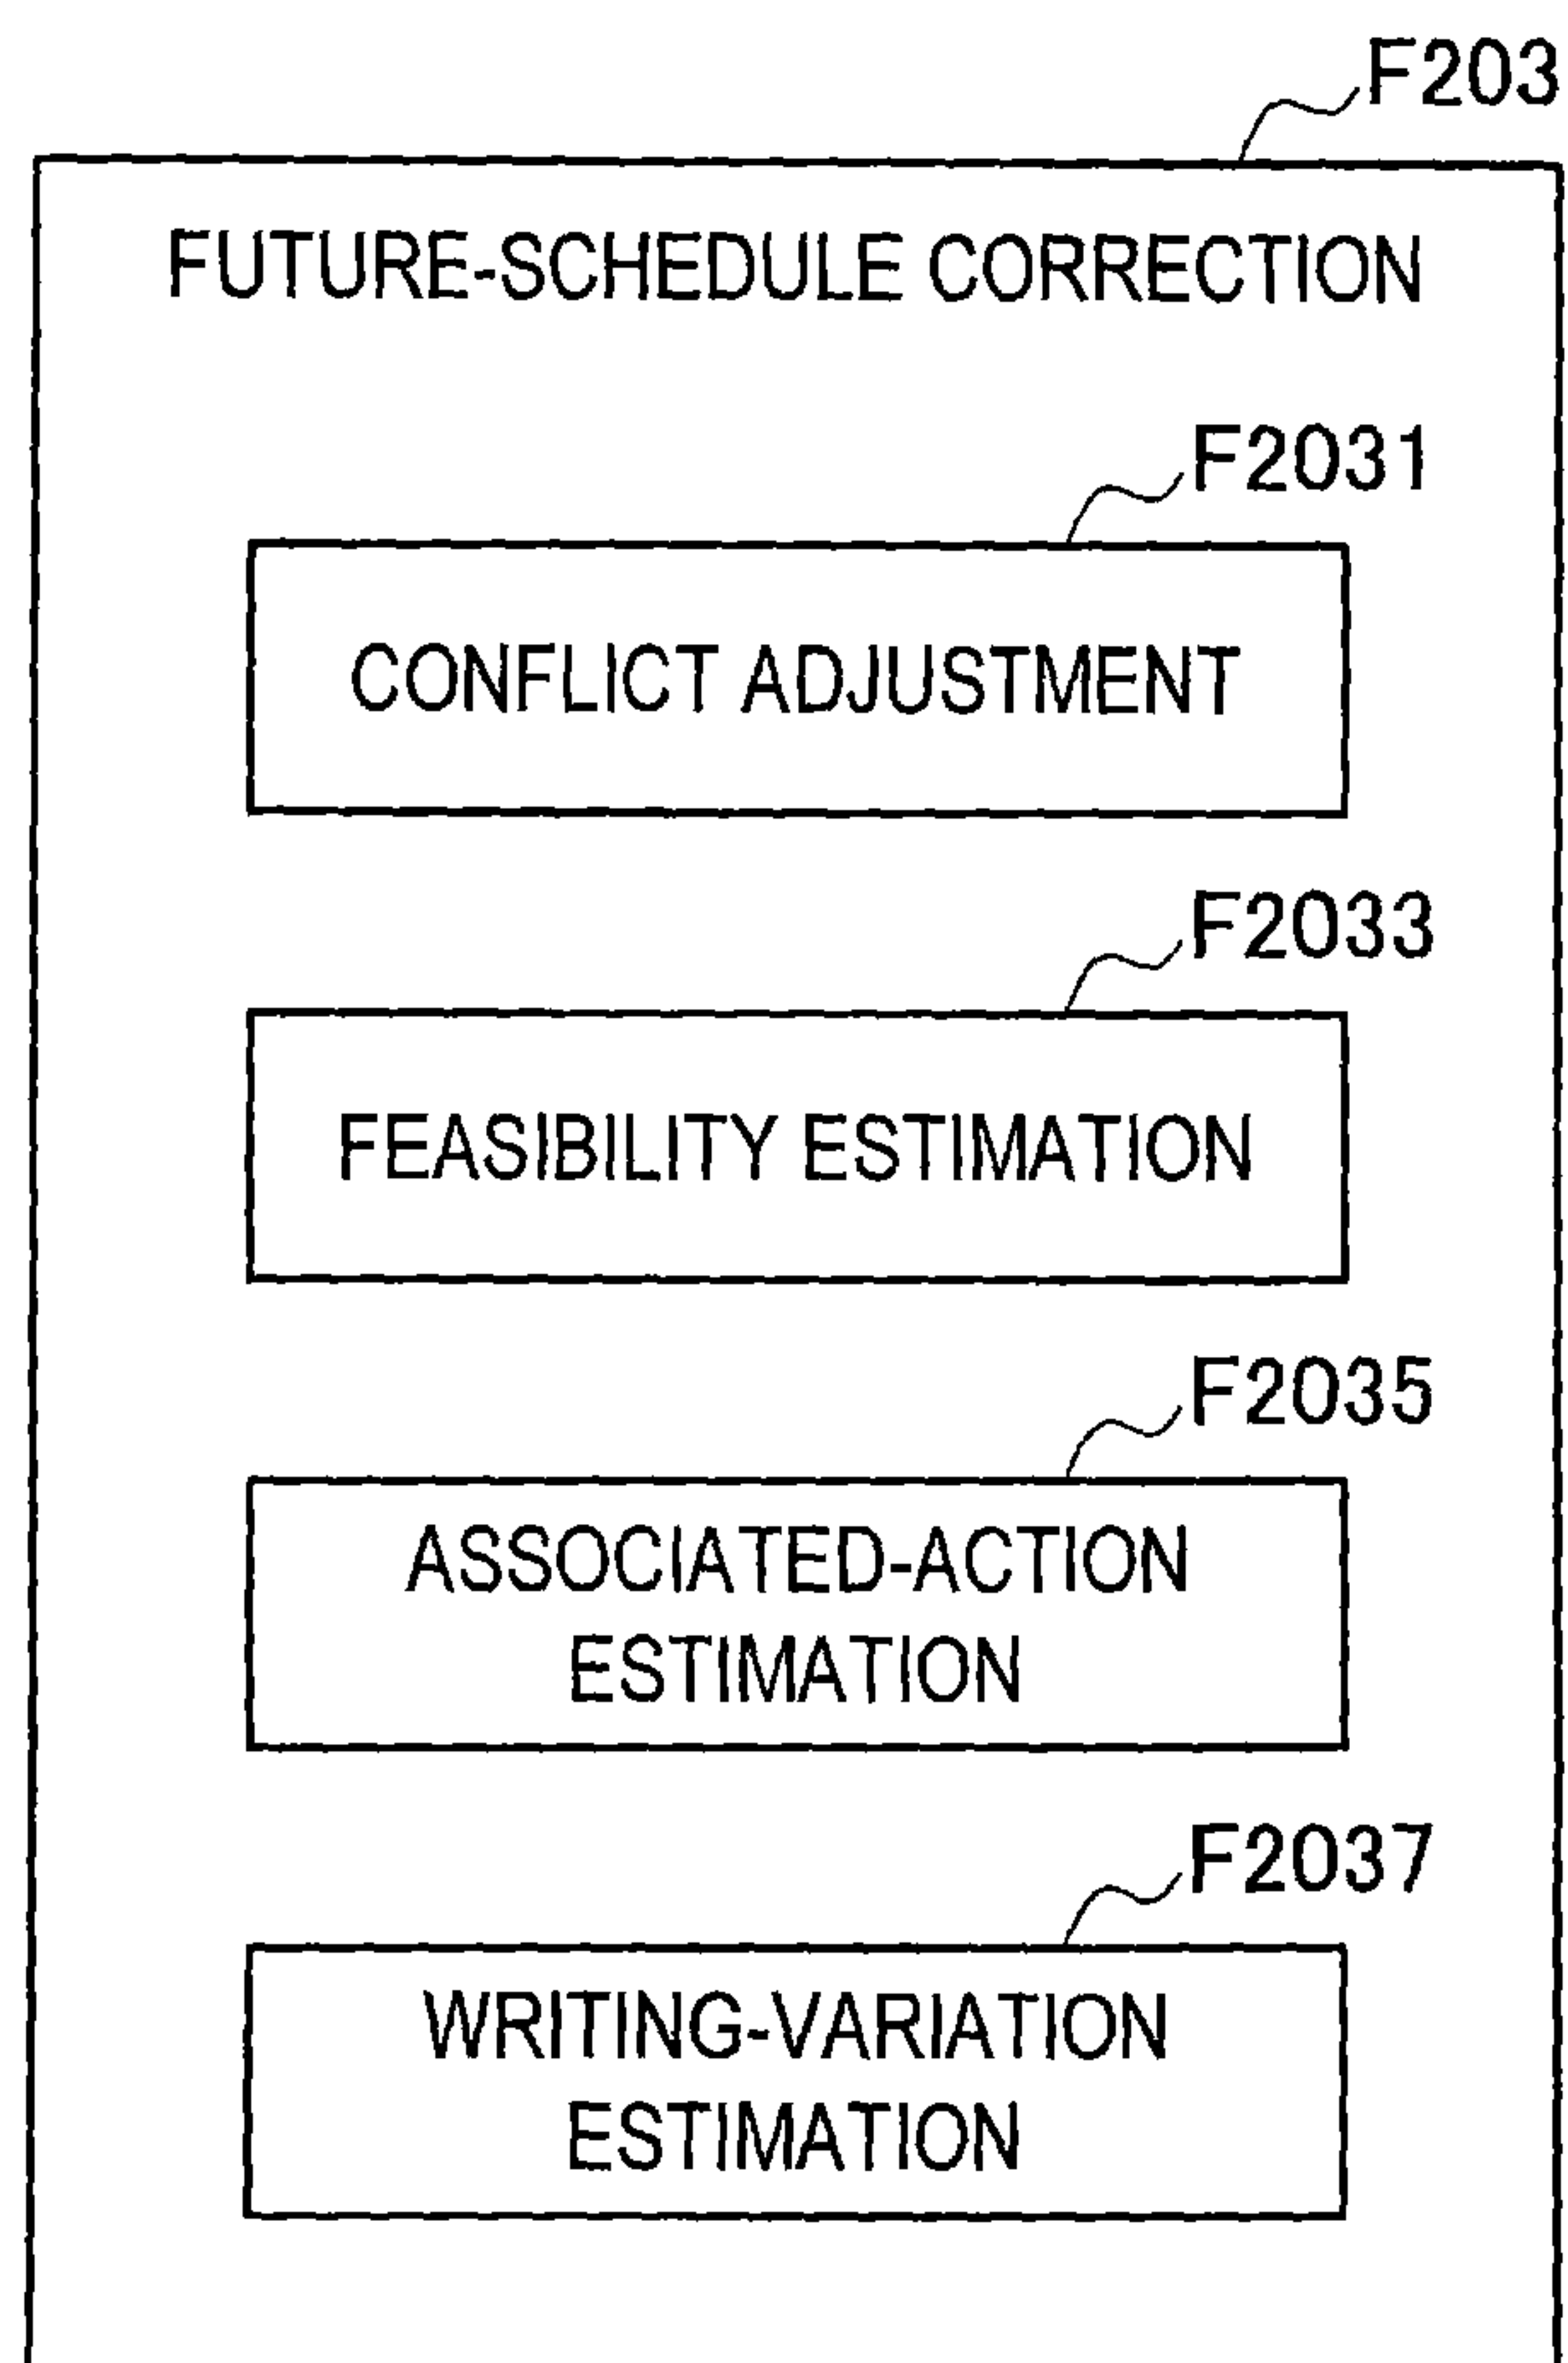 F203
FUTURE-SCHEDULE CORRECTION
F2031
CONFLICT ADJUSTMENT
F2033
FEASIBILITY ESTIMATION
F2035
ASSOCIATED-ACTION
ESTIMATION
F2037
WRITING-VARIATION
ESTIMATION